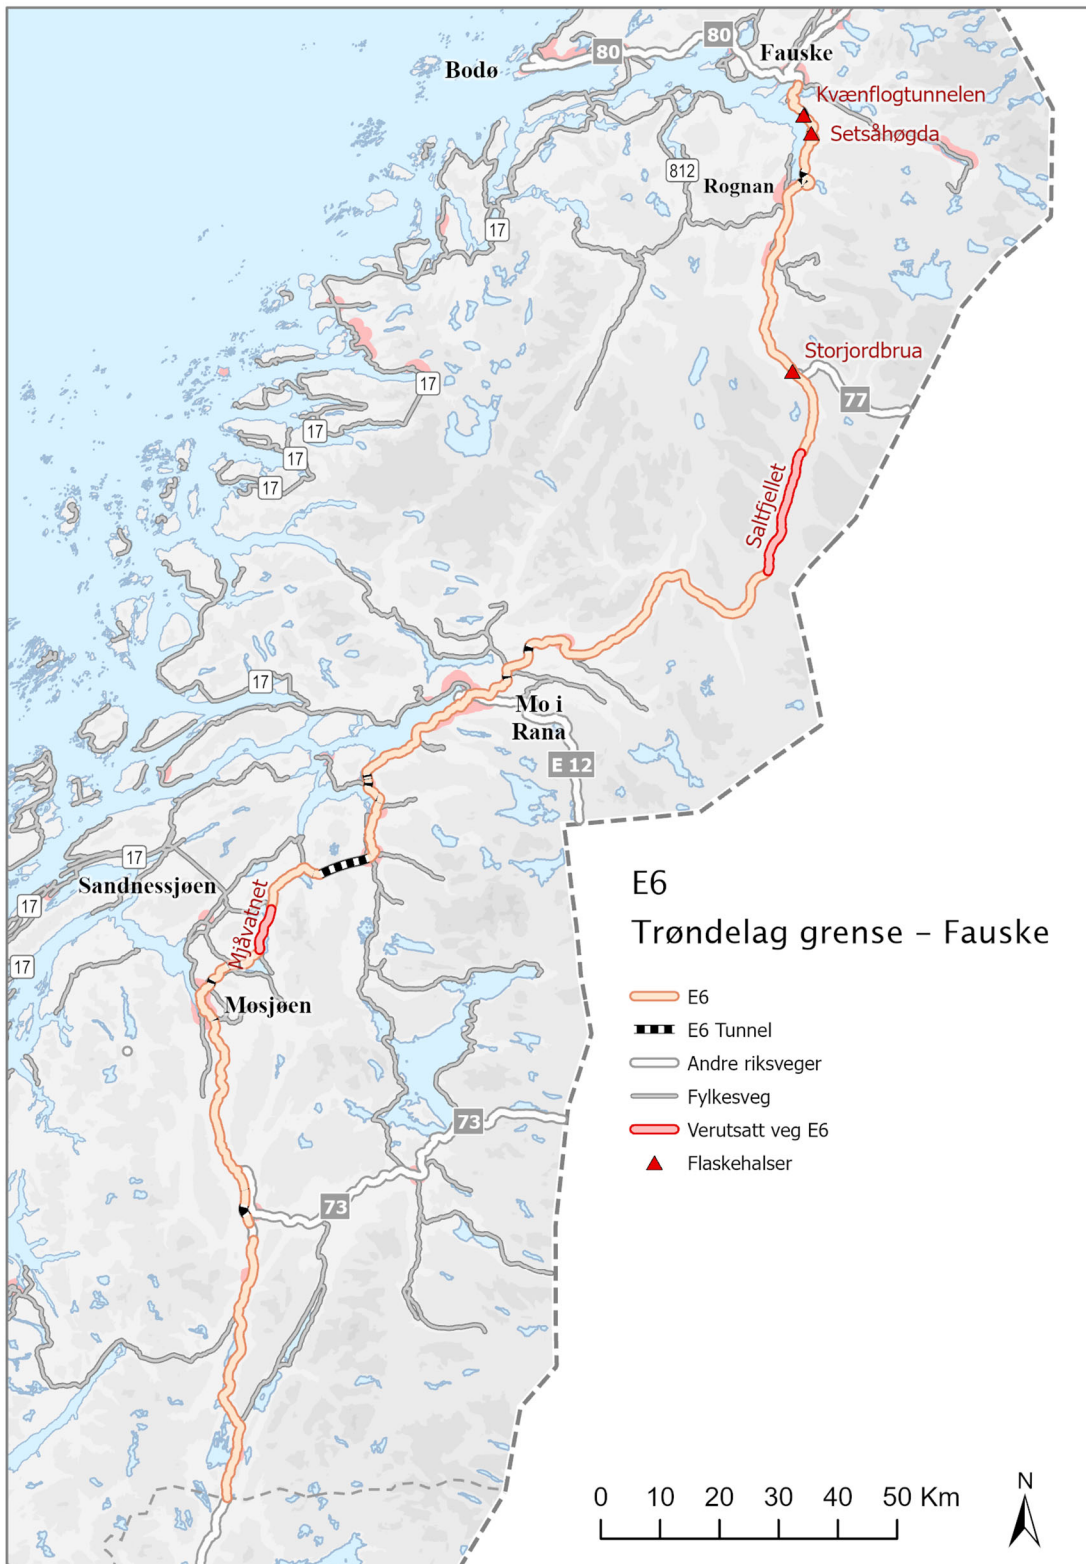 80
80
Fauske
Bodø
Kvænflogtunnelen
Setsåhøgda
812
Rognan
17
Storjordbrua
17
77
17
17
17
Saltfjellet
17
Mo i
Rana
E 12
17
Sandnessjøen
17
Mjåvatnet
17
Mosjøen
73
73
E6
Trøndelag grense – Fauske
E6
E6 Tunnel
Andre riksveger
Fylkesveg
Verutsatt veg E6
Flaskehalser
N
0 10 20 30 40 50 Km